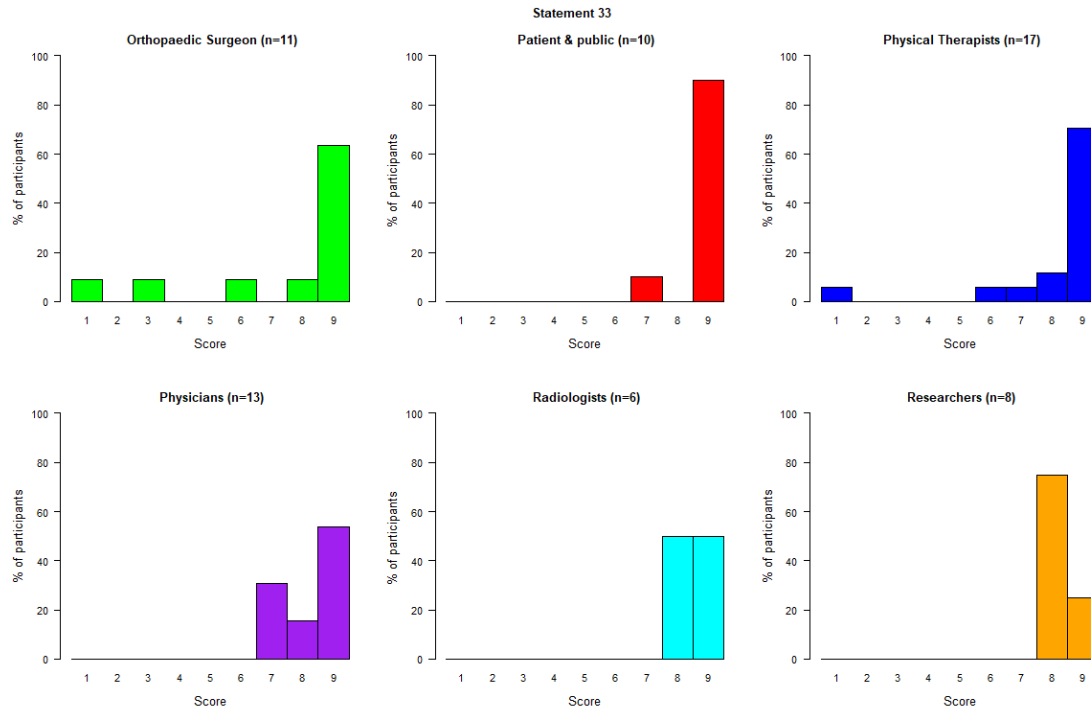 Statement 33
Orthopaedic Surgeon (n=11)
% of participants
100
80
60
40
20
0
1 2 3 4 5 6 7 8 9
Score
Patient & public (n=10)
% of participants
100
80
60
40
20
0
1 2 3 4 5 6 7 8 9
Score
Physical Therapists (n=17)
% of participants
100
80
60
40
20
0
1 2 3 4 5 6 7 8 9
Score
Physicians (n=13)
% of participants
100
80
60
40
20
0
1 2 3 4 5 6 7 8 9
Score
Radiologists (n=6)
% of participants
100
80
60
40
20
0
1 2 3 4 5 6 7 8 9
Score
Researchers (n=8)
% of participants
100
80
60
40
20
0
1 2 3 4 5 6 7 8 9
Score